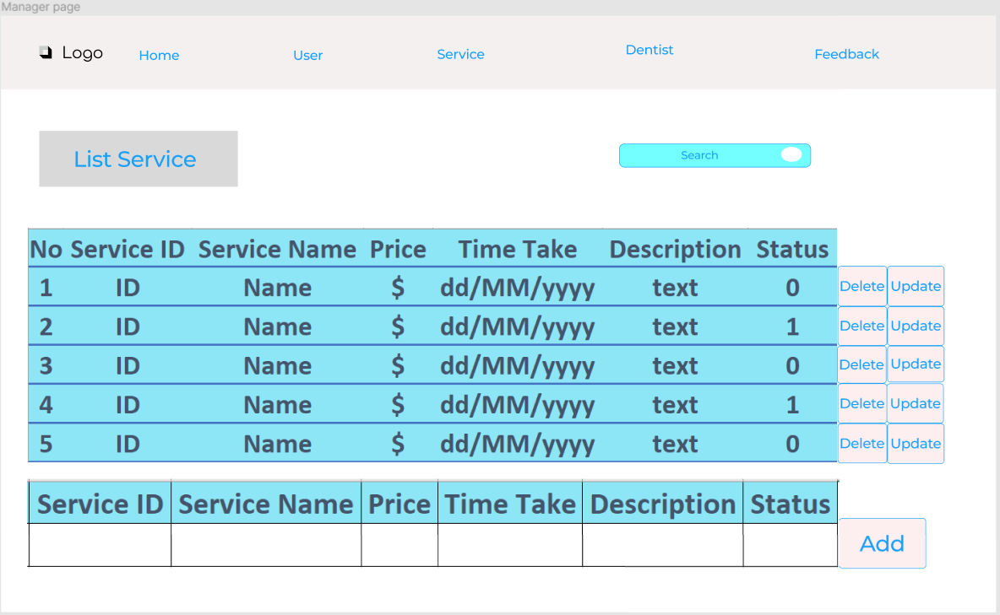 Manager page
Logo Home User Service Dentist Feedback
List Service Search
No Service ID Service Name Price Time Take Description Status
1 ID Name $ dd/MM/yyyy text 0 Delete Update
2 ID Name $ dd/MM/yyyy text 1 Delete Update
3 ID Name $ dd/MM/yyyy text 0 Delete Update
4 ID Name $ dd/MM/yyyy text 1 Delete Update
5 ID Name $ dd/MM/yyyy text 0 Delete Update
Service ID Service Name Price Time Take Description Status
Add